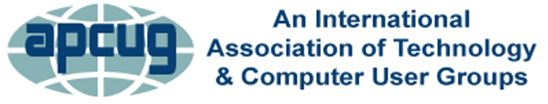 apcug
An International
Association of Technology
& Computer User Groups